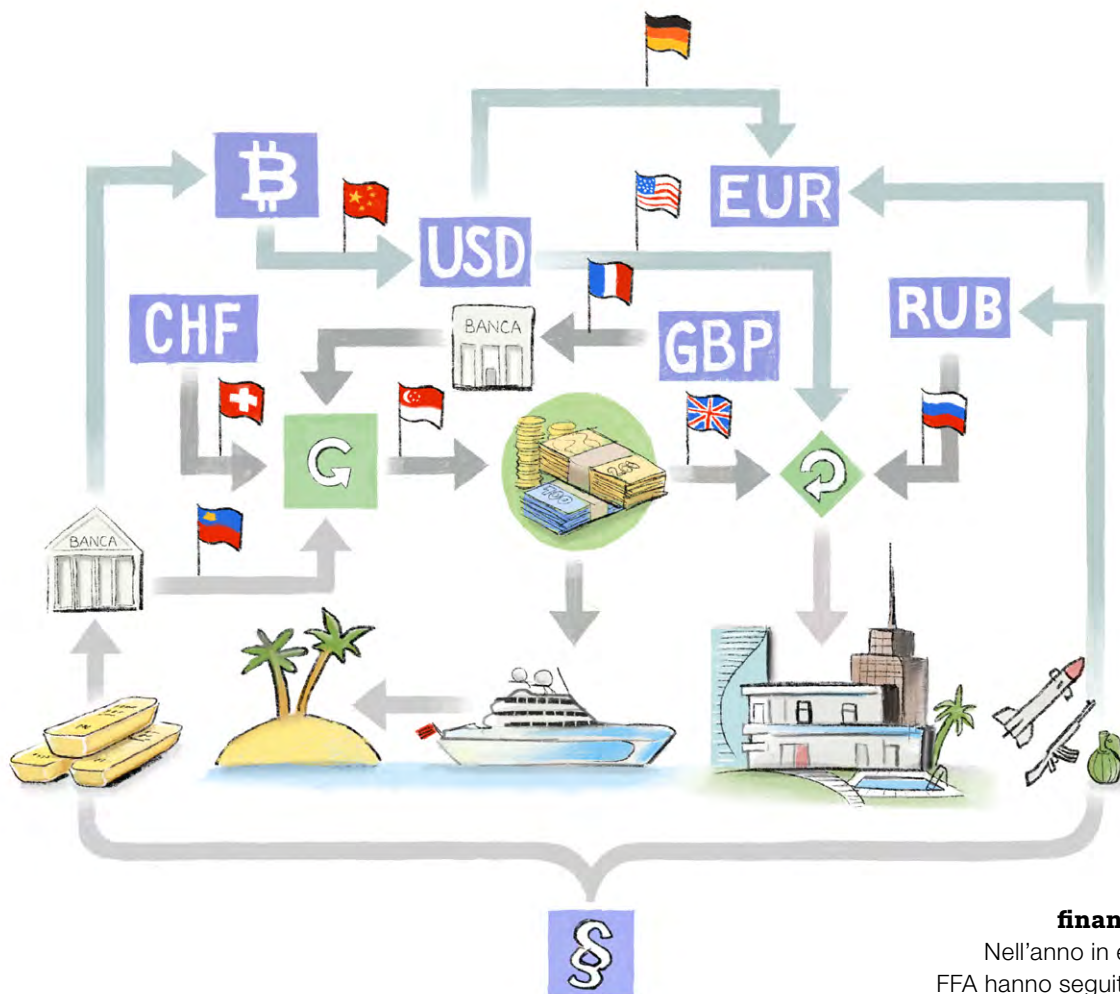 ₿
EUR
USD
RUB
CHF
BANCA
GBP
G
BANCA
§
finan
Nell'anno in e
FFA hanno seguit